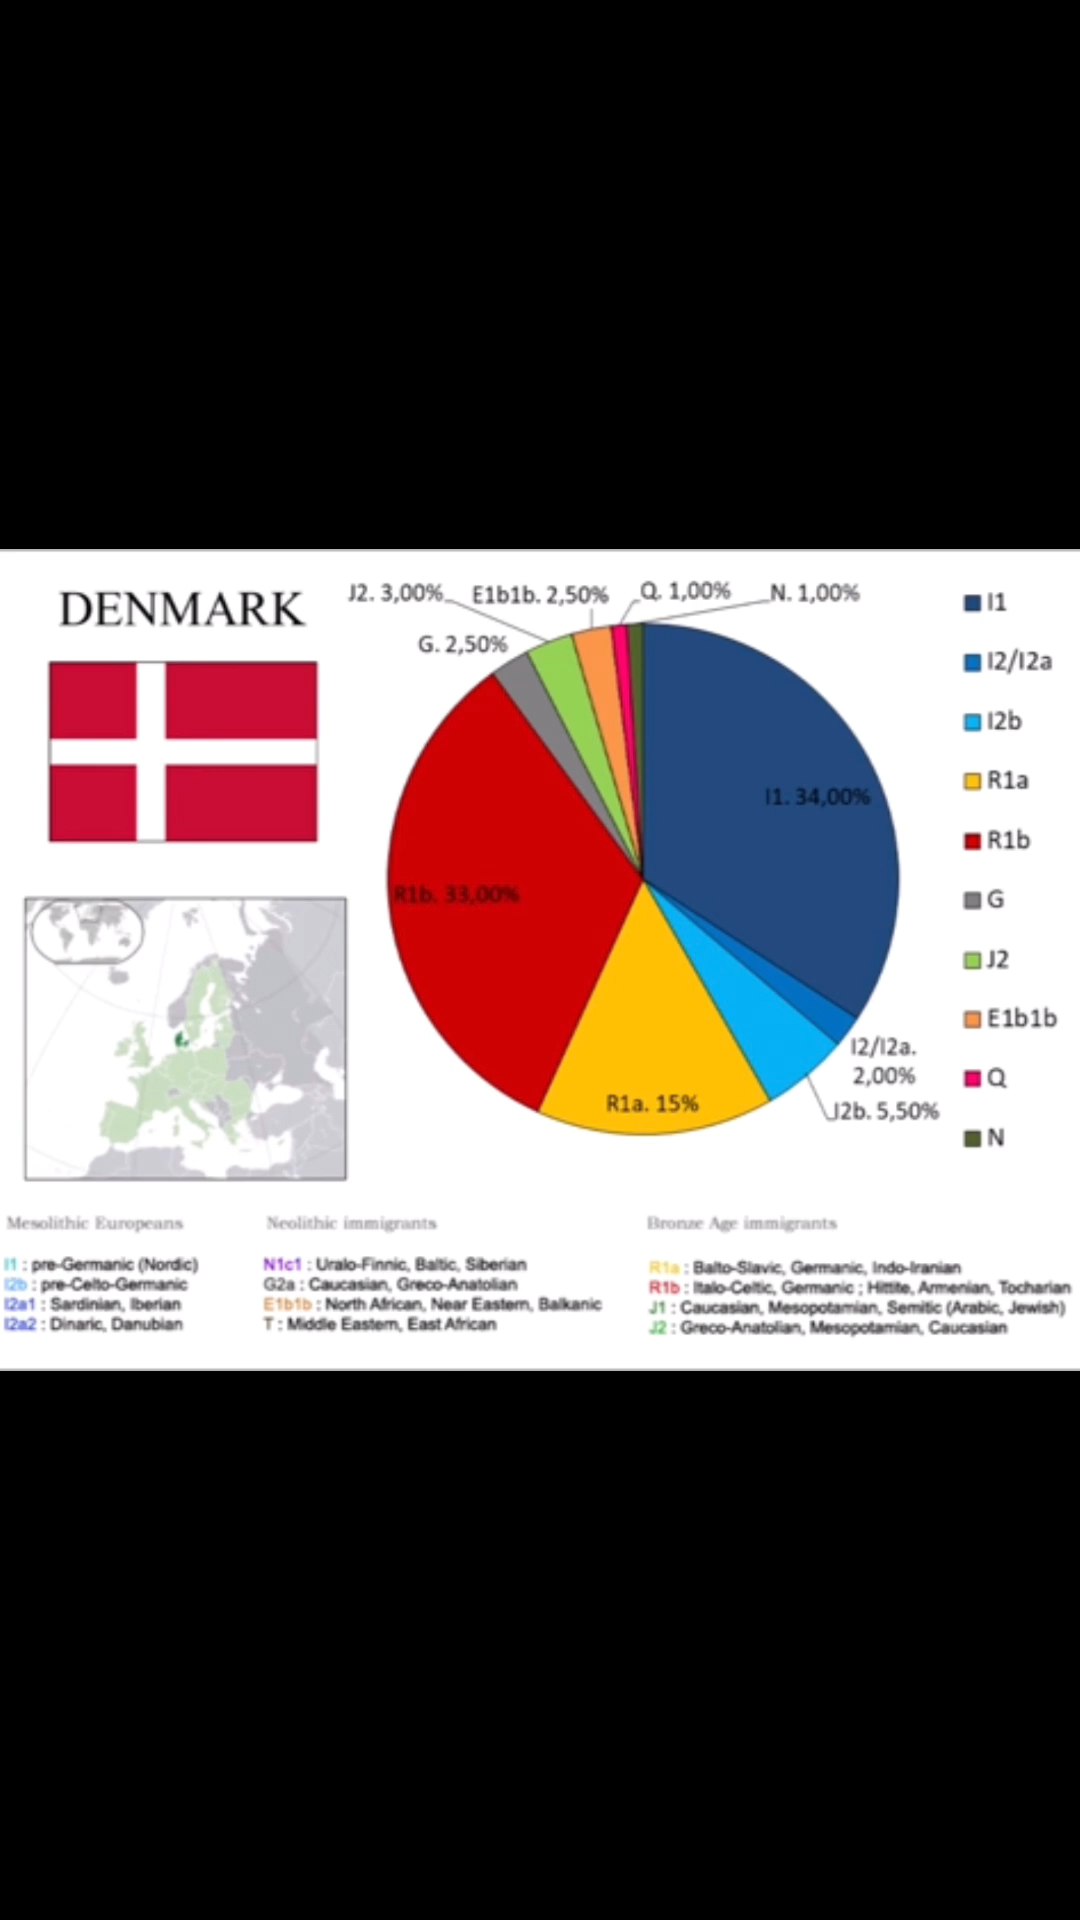 DENMARK
J2. 3,00%
E1b1b. 2,50%
Q. 1,00%
N. 1,00%
G. 2,50%
I1. 34,00%
R1b. 33,00%
I2/I2a.
2,00%
I2b. 5,50%
R1a. 15%
I1
I2/I2a
I2b
R1a
R1b
G
J2
E1b1b
Q
N
Mesolithic Europeans
I1 : pre-Germanic (Nordic)
I2b : pre-Celto-Germanic
I2a1 : Sardinian, Iberian
I2a2 : Dinaric, Danubian
Neolithic immigrants
N1c1 : Uralo-Finnic, Baltic, Siberian
G2a : Caucasian, Greco-Anatolian
E1b1b : North African, Near Eastern, Balkanic
T : Middle Eastern, East African
Bronze Age immigrants
R1a : Balto-Slavic, Germanic, Indo-Iranian
R1b : Italo-Celtic, Germanic ; Hittite, Armenian, Tocharian
J1 : Caucasian, Mesopotamian, Semitic (Arabic, Jewish)
J2 : Greco-Anatolian, Mesopotamian, Caucasian